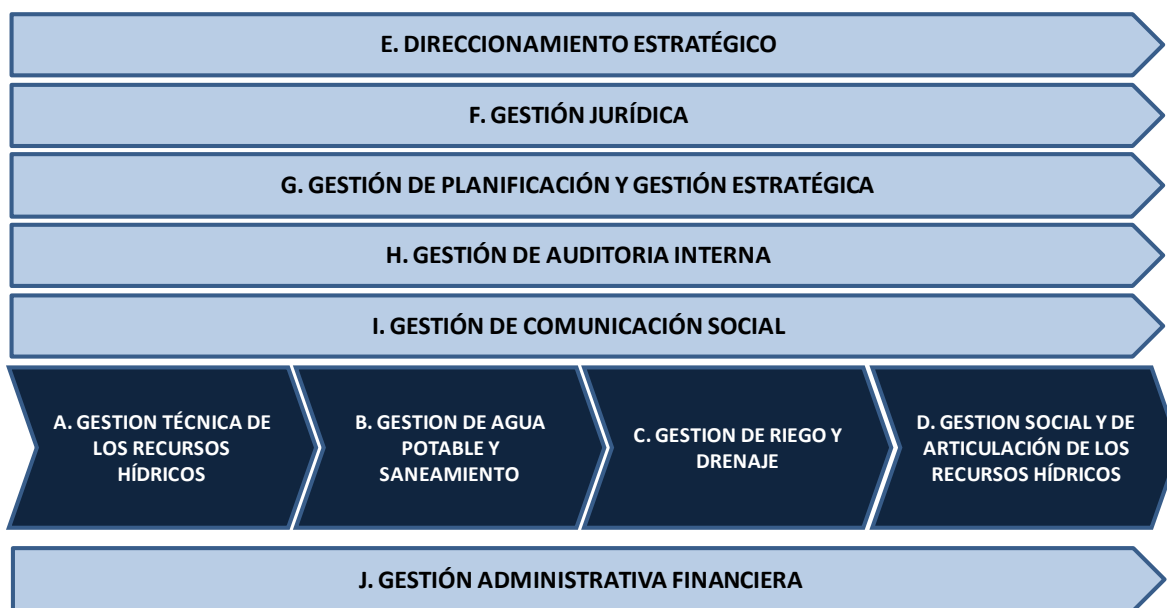 E. DIRECCIONAMIENTO ESTRATÉGICO
F. GESTIÓN JURÍDICA
G. GESTIÓN DE PLANIFICACIÓN Y GESTIÓN ESTRATÉGICA
H. GESTIÓN DE AUDITORIA INTERNA
I. GESTIÓN DE COMUNICACIÓN SOCIAL
A. GESTION TÉCNICA DE
LOS RECURSOS
HÍDRICOS
B. GESTION DE AGUA
POTABLE Y
SANEAMIENTO
C. GESTION DE RIEGO Y
DRENAJE
D. GESTION SOCIAL Y DE
ARTICULACIÓN DE LOS
RECURSOS HÍDRICOS
J. GESTIÓN ADMINISTRATIVA FINANCIERA